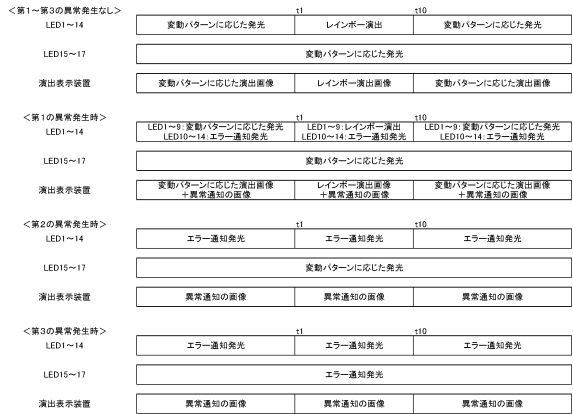 ＜第1～第3の異常発生なし＞
t1
t10
LED1～14
変動パターンに応じた発光
レインボー演出
変動パターンに応じた発光
LED15～17
変動パターンに応じた発光
演出表示装置
変動パターンに応じた演出画像
レインボー演出画像
変動パターンに応じた演出画像
＜第1の異常発生時＞
t1
t10
LED1～14
LED1～9:変動パターンに応じた発光
LED10～14:エラー通知発光
LED1～9:レインボー演出
LED10～14:エラー通知発光
LED1～9:変動パターンに応じた発光
LED10～14:エラー通知発光
LED15～17
変動パターンに応じた発光
演出表示装置
変動パターンに応じた演出画像
＋異常通知の画像
レインボー演出画像
＋異常通知の画像
変動パターンに応じた演出画像
＋異常通知の画像
＜第2の異常発生時＞
t1
t10
LED1～14
エラー通知発光
エラー通知発光
エラー通知発光
LED15～17
変動パターンに応じた発光
演出表示装置
異常通知の画像
異常通知の画像
異常通知の画像
＜第3の異常発生時＞
t1
t10
LED1～14
エラー通知発光
エラー通知発光
エラー通知発光
LED15～17
エラー通知発光
演出表示装置
異常通知の画像
異常通知の画像
異常通知の画像